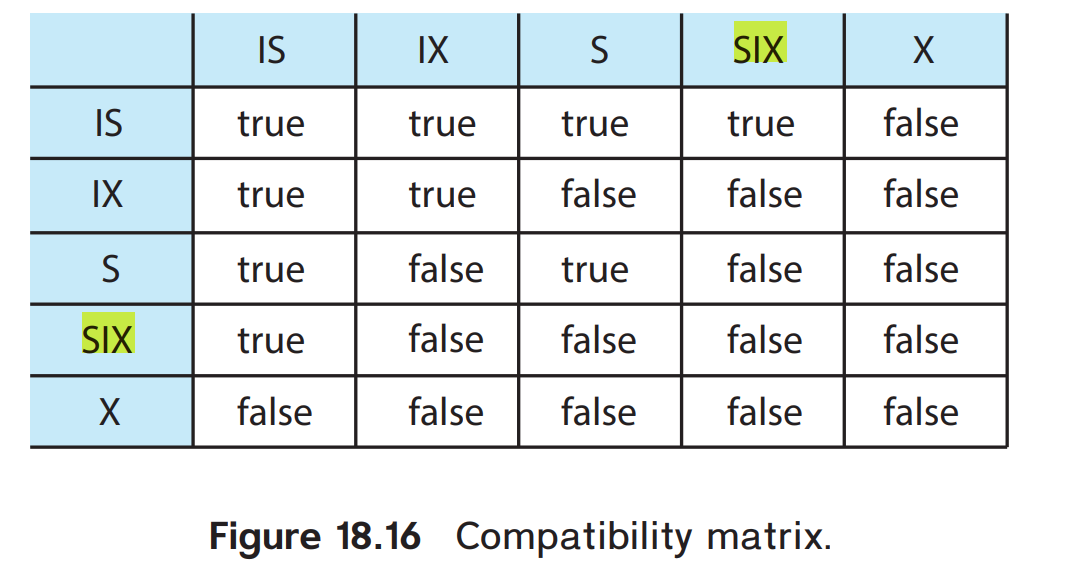 IS IX S SIX X
IS true true true true false
IX true true false false false
S true false true false false
SIX true false false false false
X false false false false false
Figure 18.16 Compatibility matrix.